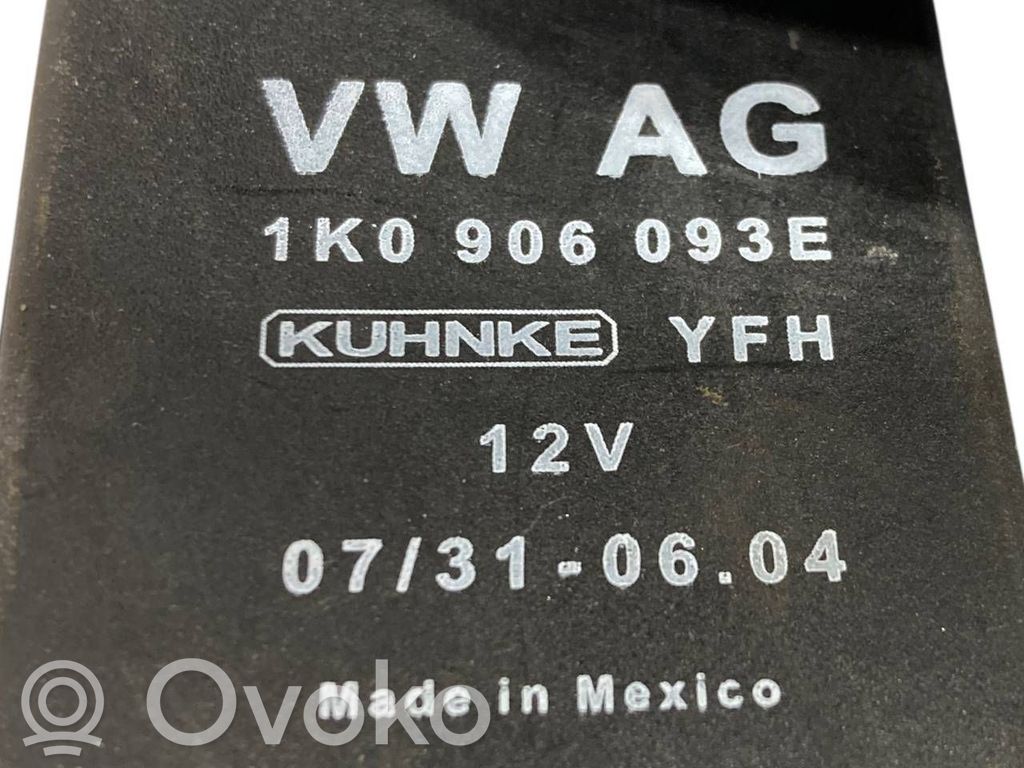 VW AG
1K0 906 093E
KUHNKE YFH
12V
07/31-06.04
Made in Mexico
Ovoko